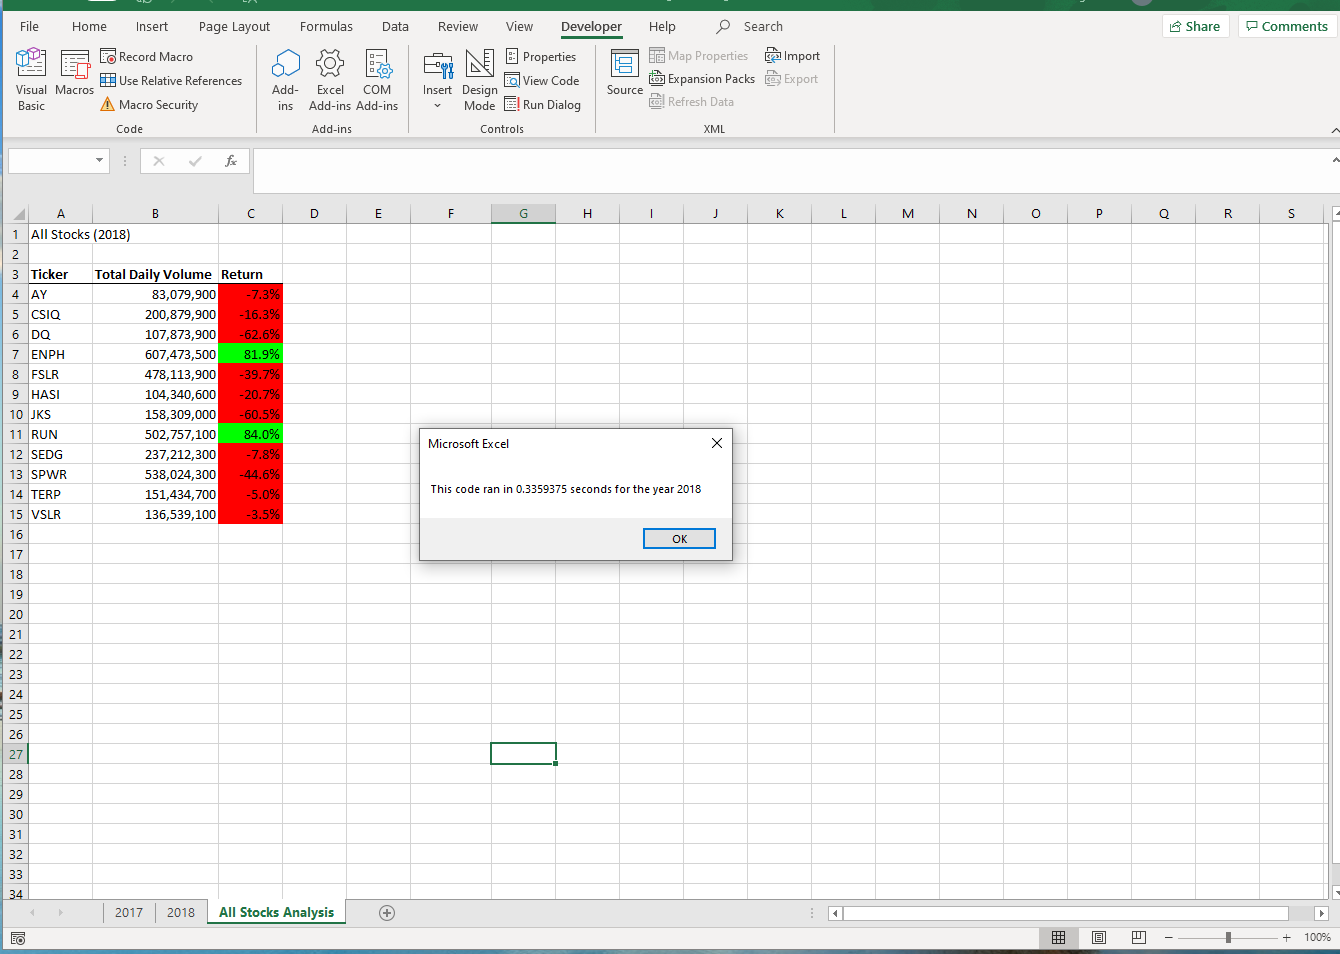 File Home Insert Page Layout Formulas Data Review View Developer Help Search Share Comments
Visual Basic
Macros
Record Macro
Use Relative References
Macro Security
Code
Add-ins
Excel Add-ins
COM Add-ins
Add-ins
Insert
Design Mode
Properties
View Code
Run Dialog
Controls
Source
Map Properties
Expansion Packs
Refresh Data
Import
Export
XML
fx
A B C D E F G H I J K L M N O P Q R S
1 All Stocks (2018)
2
3 Ticker Total Daily Volume Return
4 AY 83,079,900 -7.3%
5 CSIQ 200,879,900 -16.3%
6 DQ 107,873,900 -62.6%
7 ENPH 607,473,500 81.9%
8 FSLR 478,113,900 -39.7%
9 HASI 104,340,600 -20.7%
10 JKS 158,309,000 -60.5%
11 RUN 502,757,100 84.0%
12 SEDG 237,212,300 -7.8%
13 SPWR 538,024,300 -44.6%
14 TERP 151,434,700 -5.0%
15 VSLR 136,539,100 -3.5%
16
17
18
19
20
21
22
23
24
25
26
27
28
29
30
31
32
33
34
Microsoft Excel
This code ran in 0.3359375 seconds for the year 2018
OK
2017 2018 All Stocks Analysis
100%